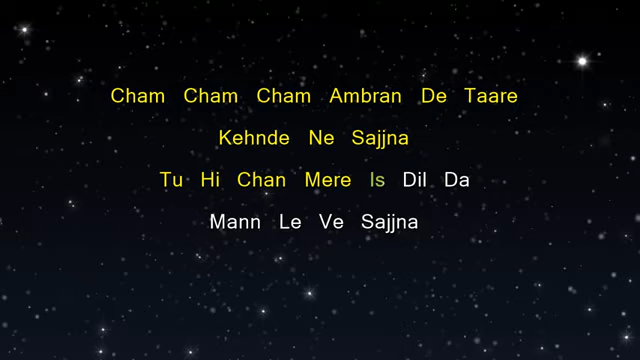 Cham Cham Cham Ambran De Taare
Kehnde Ne Sajjna
Tu Hi Chan Mere Is Dil Da
Mann Le Ve Sajjna